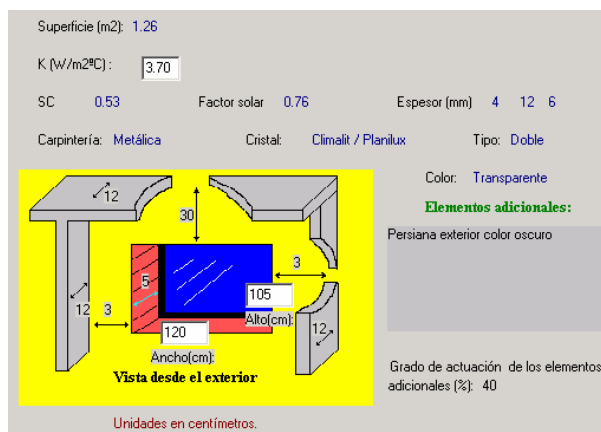 Superficie (m2): 1.26
K (W/m2ºC) : 3.70
SC 0.53 Factor solar 0.76 Espesor (mm) 4 12 6
Carpintería: Metálica Cristal: Climalit / Planilux Tipo: Doble
Color: Transparente
Elementos adicionales:
Persiana exterior color oscuro
12
30
3
5
105
Alto(cm):
12 3
120
12
Ancho(cm):
Vista desde el exterior
Grado de actuación de los elementos
adicionales (%): 40
Unidades en centímetros.